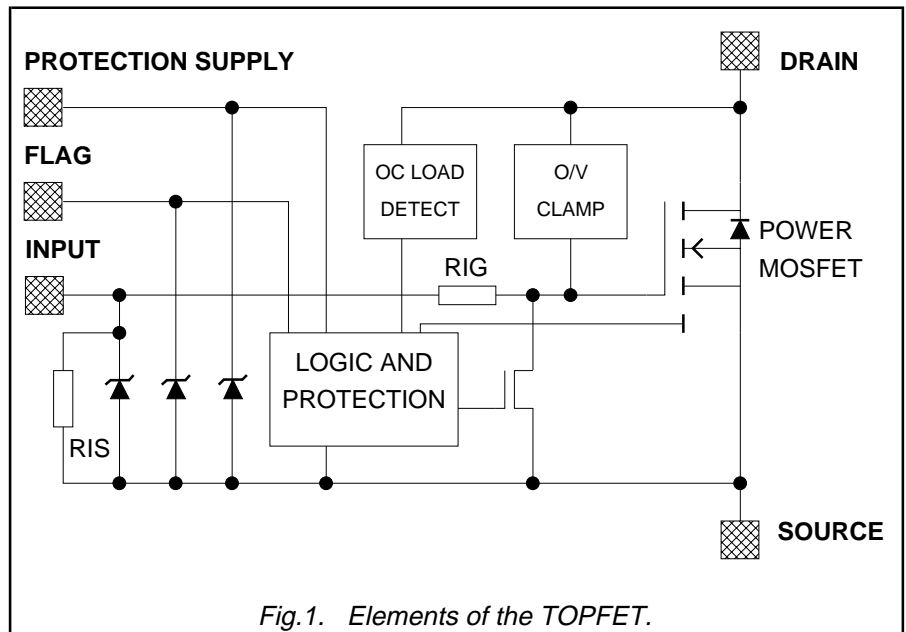 PROTECTION SUPPLY
DRAIN
FLAG
OC LOAD
DETECT
O/V
CLAMP
INPUT
RIG
POWER
MOSFET
LOGIC AND
PROTECTION
RIS
SOURCE
Fig.1. Elements of the TOPFET.